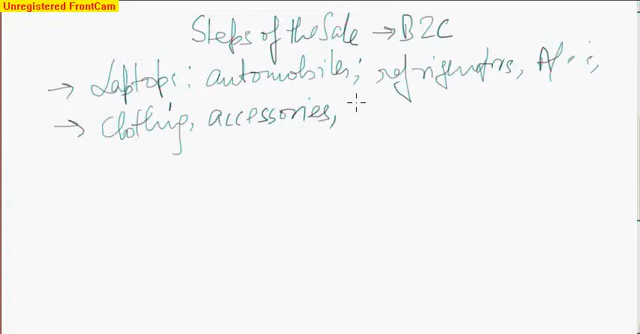 Unregistered FrontCam
Steps of the Sale → B2C
→ Laptops; automobiles; refrigerators, A/c's,
→ Clothing, accessories,